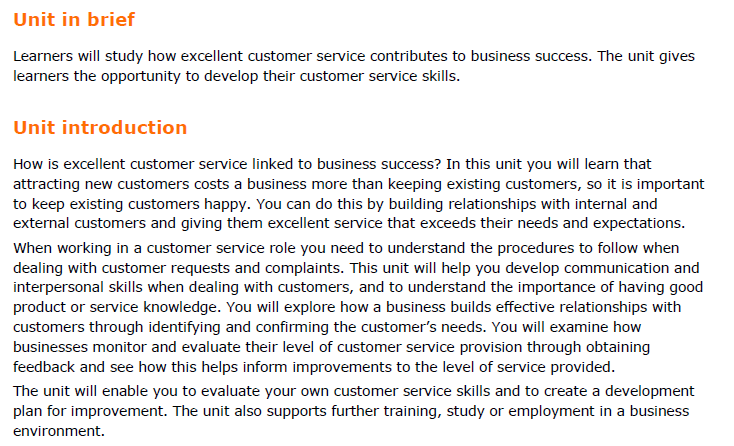 Unit in brief
Learners will study how excellent customer service contributes to business success. The unit gives
learners the opportunity to develop their customer service skills.
Unit introduction
How is excellent customer service linked to business success? In this unit you will learn that
attracting new customers costs a business more than keeping existing customers, so it is important
to keep existing customers happy. You can do this by building relationships with internal and
external customers and giving them excellent service that exceeds their needs and expectations.
When working in a customer service role you need to understand the procedures to follow when
dealing with customer requests and complaints. This unit will help you develop communication and
interpersonal skills when dealing with customers, and to understand the importance of having good
product or service knowledge. You will explore how a business builds effective relationships with
customers through identifying and confirming the customer’s needs. You will examine how
businesses monitor and evaluate their level of customer service provision through obtaining
feedback and see how this helps inform improvements to the level of service provided.
The unit will enable you to evaluate your own customer service skills and to create a development
plan for improvement. The unit also supports further training, study or employment in a business
environment.